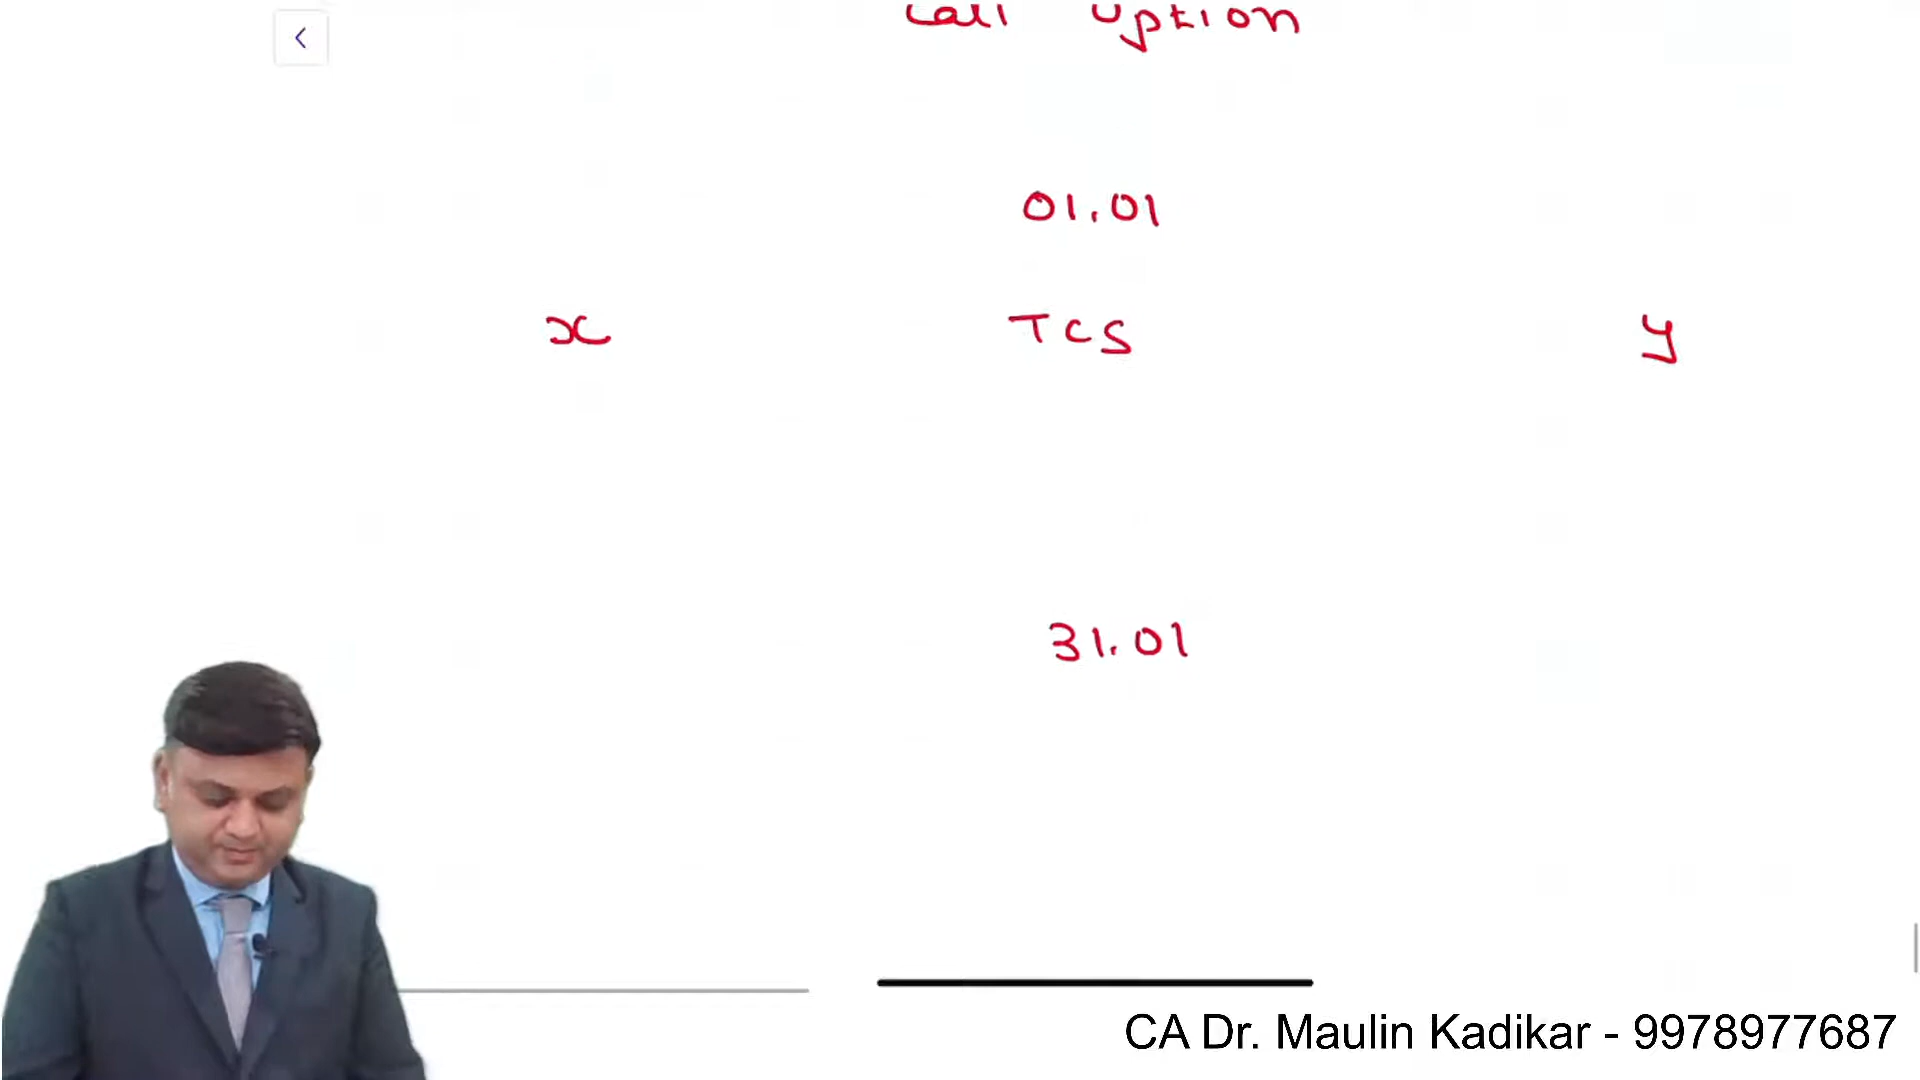 call option
01.01
x TCS y
31.01
CA Dr. Maulin Kadikar - 9978977687